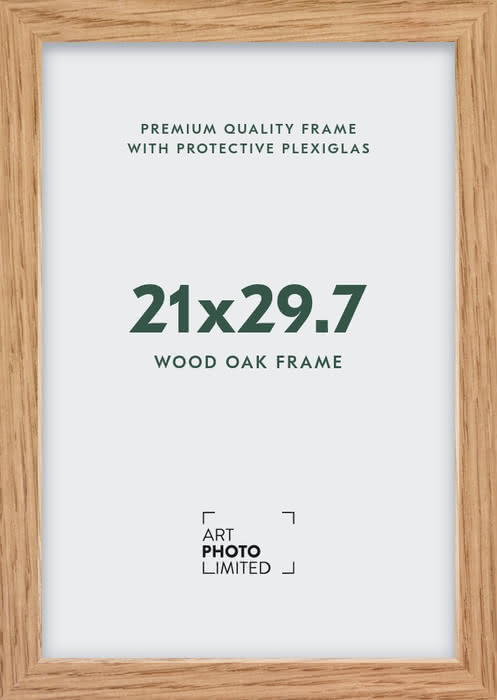 PREMIUM QUALITY FRAME
WITH PROTECTIVE PLEXIGLAS
21x29.7
WOOD OAK FRAME
ART
PHOTO
LIMITED